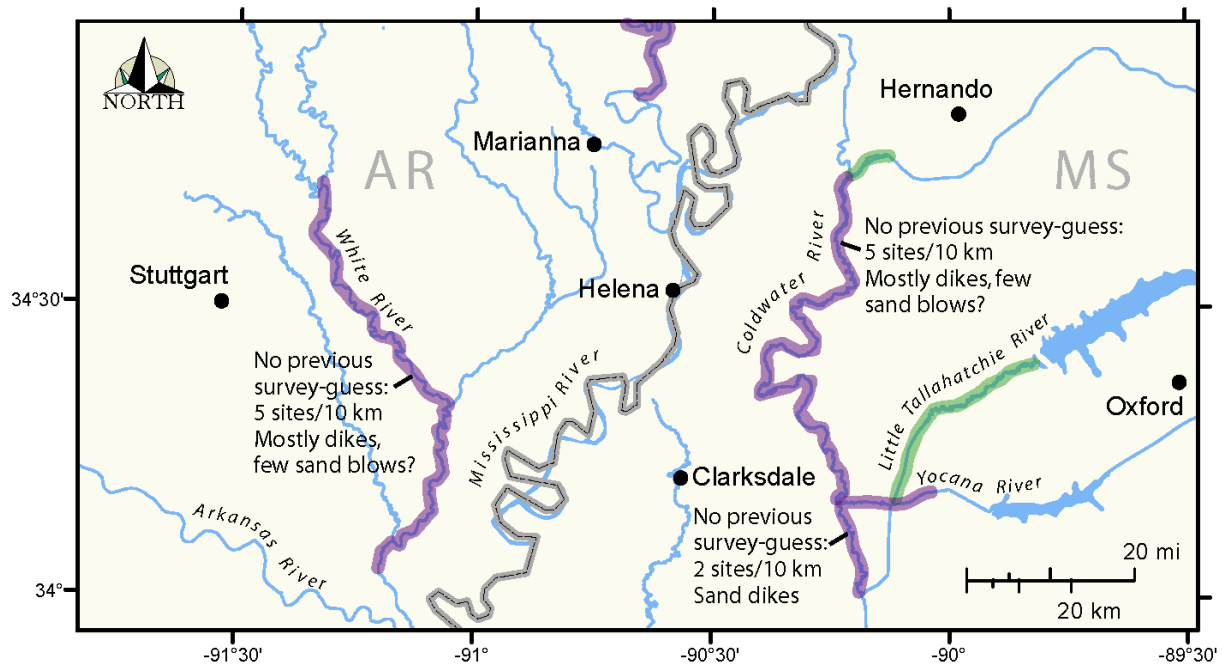 NORTH
AR
MS
Hernando
Marianna
White River
Stuttgart
Helena
Coldwater River
No previous survey-guess:
5 sites/10 km
Mostly dikes, few
sand blows?
34°30'
No previous
survey-guess:
5 sites/10 km
Mostly dikes,
few sand blows?
Mississippi River
Little Tallahatchie River
Oxford
Clarksdale
Yocana River
Arkansas River
No previous
survey-guess:
2 sites/10 km
Sand dikes
20 mi
20 km
34°
-91°30'
-91°
-90°30'
-90°
-89°30'